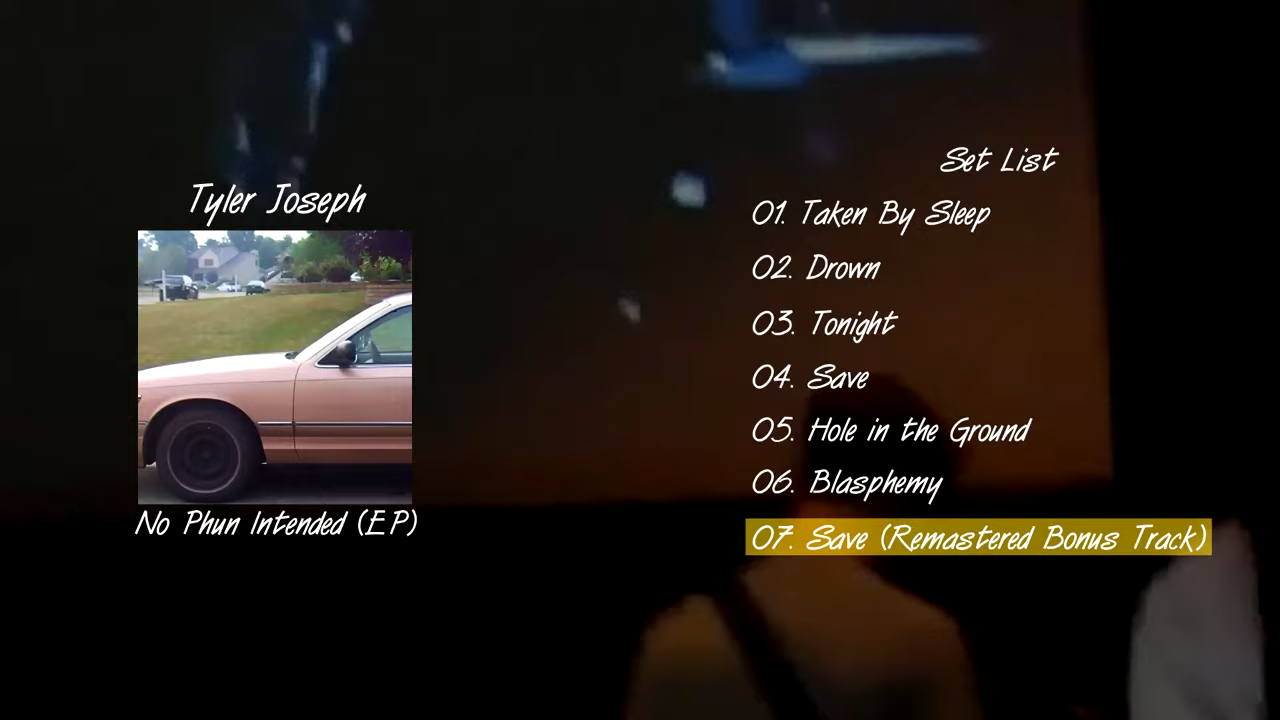 Tyler Joseph
No Phun Intended (EP)
Set List
01. Taken By Sleep
02. Drown
03. Tonight
04. Save
05. Hole in the Ground
06. Blasphemy
07. Save (Remastered Bonus Track)